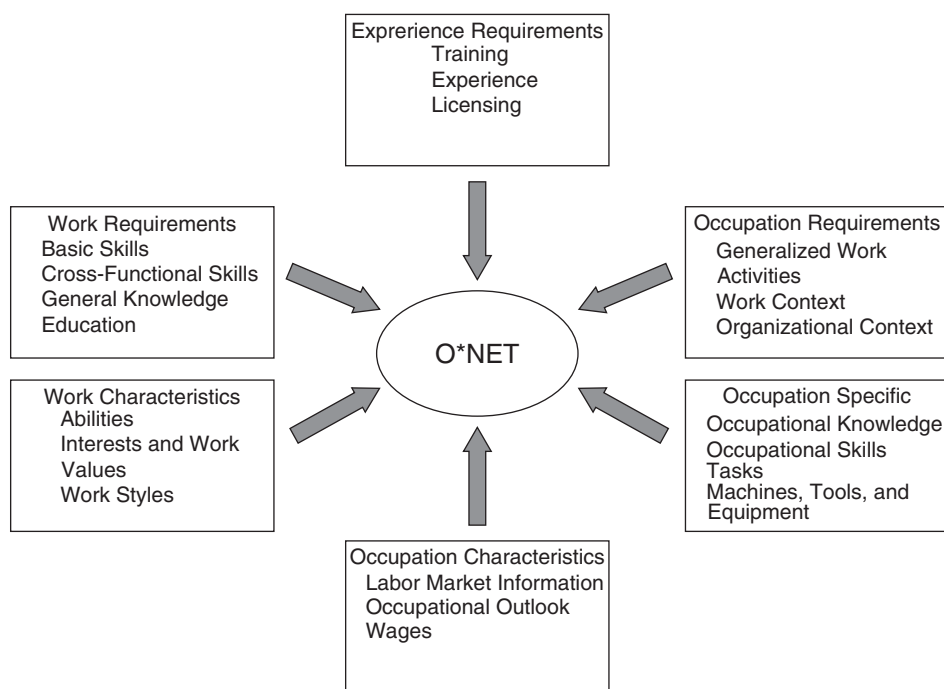 Exprerience Requirements
Training
Experience
Licensing
Work Requirements
Basic Skills
Cross-Functional Skills
General Knowledge
Education
Occupation Requirements
Generalized Work
Activities
Work Context
Organizational Context
O*NET
Work Characteristics
Abilities
Interests and Work
Values
Work Styles
Occupation Specific
Occupational Knowledge
Occupational Skills
Tasks
Machines, Tools, and
Equipment
Occupation Characteristics
Labor Market Information
Occupational Outlook
Wages